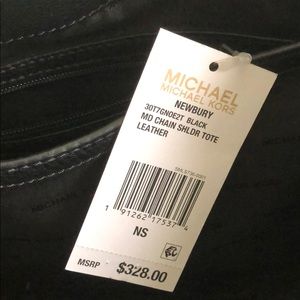 MICHAEL
MICHAEL KORS
NEWBURY
30T7GN0E2T BLACK
MD CHAIN SHLDR TOTE
LEATHER
1 91262 17537 4
NS
MSRP $328.00